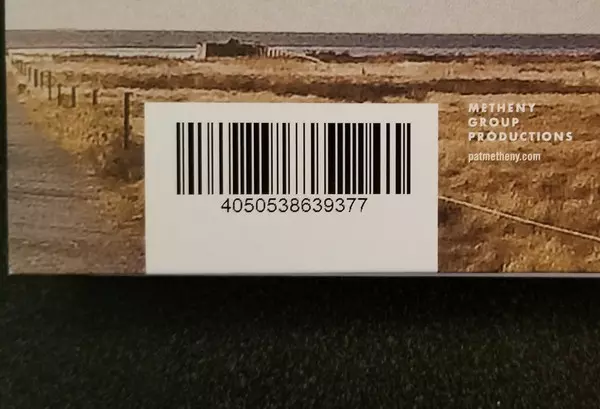 METHENY
GROUP
PRODUCTIONS
patmetheny.com
4050538639377